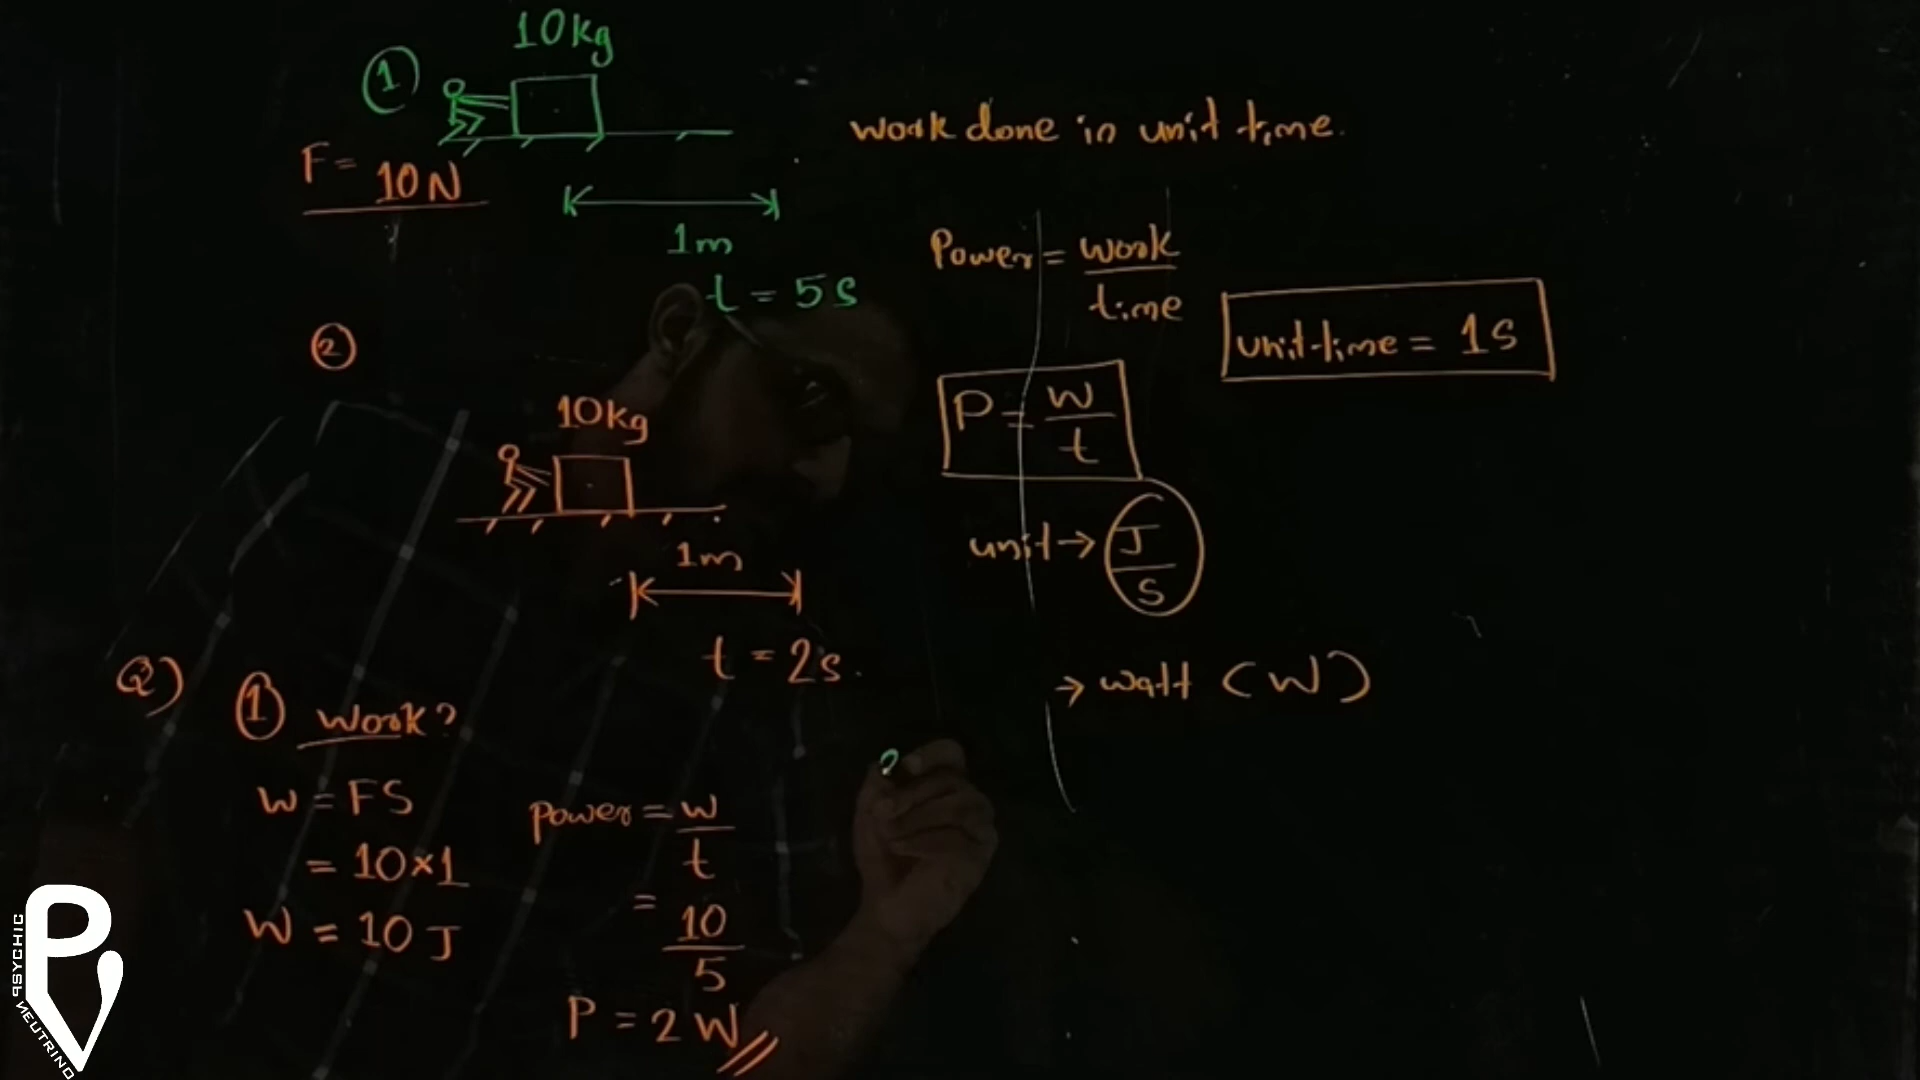 10kg
1
F = 10N
1m
t = 5s
2
10kg
1m
t = 2s.
Work done in unit time.
Power = work
time
unit time = 1s
P = W
t
unit → J
s
→ watt (W)
Q) 1 Work?
W = FS
= 10×1
W = 10 J
Power = W
t
= 10
5
P = 2 W
PSYCHIC
NEUTRINO